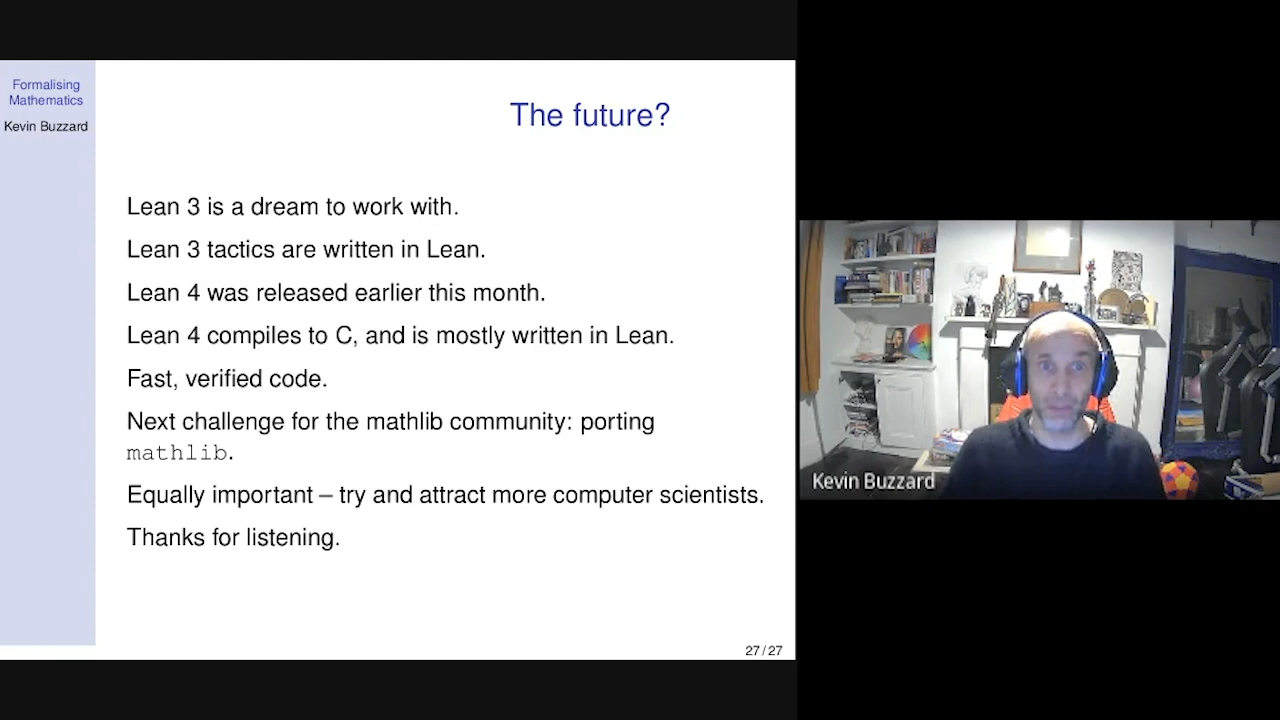 Formalising
Mathematics
Kevin Buzzard
The future?
Lean 3 is a dream to work with.
Lean 3 tactics are written in Lean.
Lean 4 was released earlier this month.
Lean 4 compiles to C, and is mostly written in Lean.
Fast, verified code.
Next challenge for the mathlib community: porting
mathlib.
Equally important – try and attract more computer scientists.
Thanks for listening.
27 / 27
Kevin Buzzard